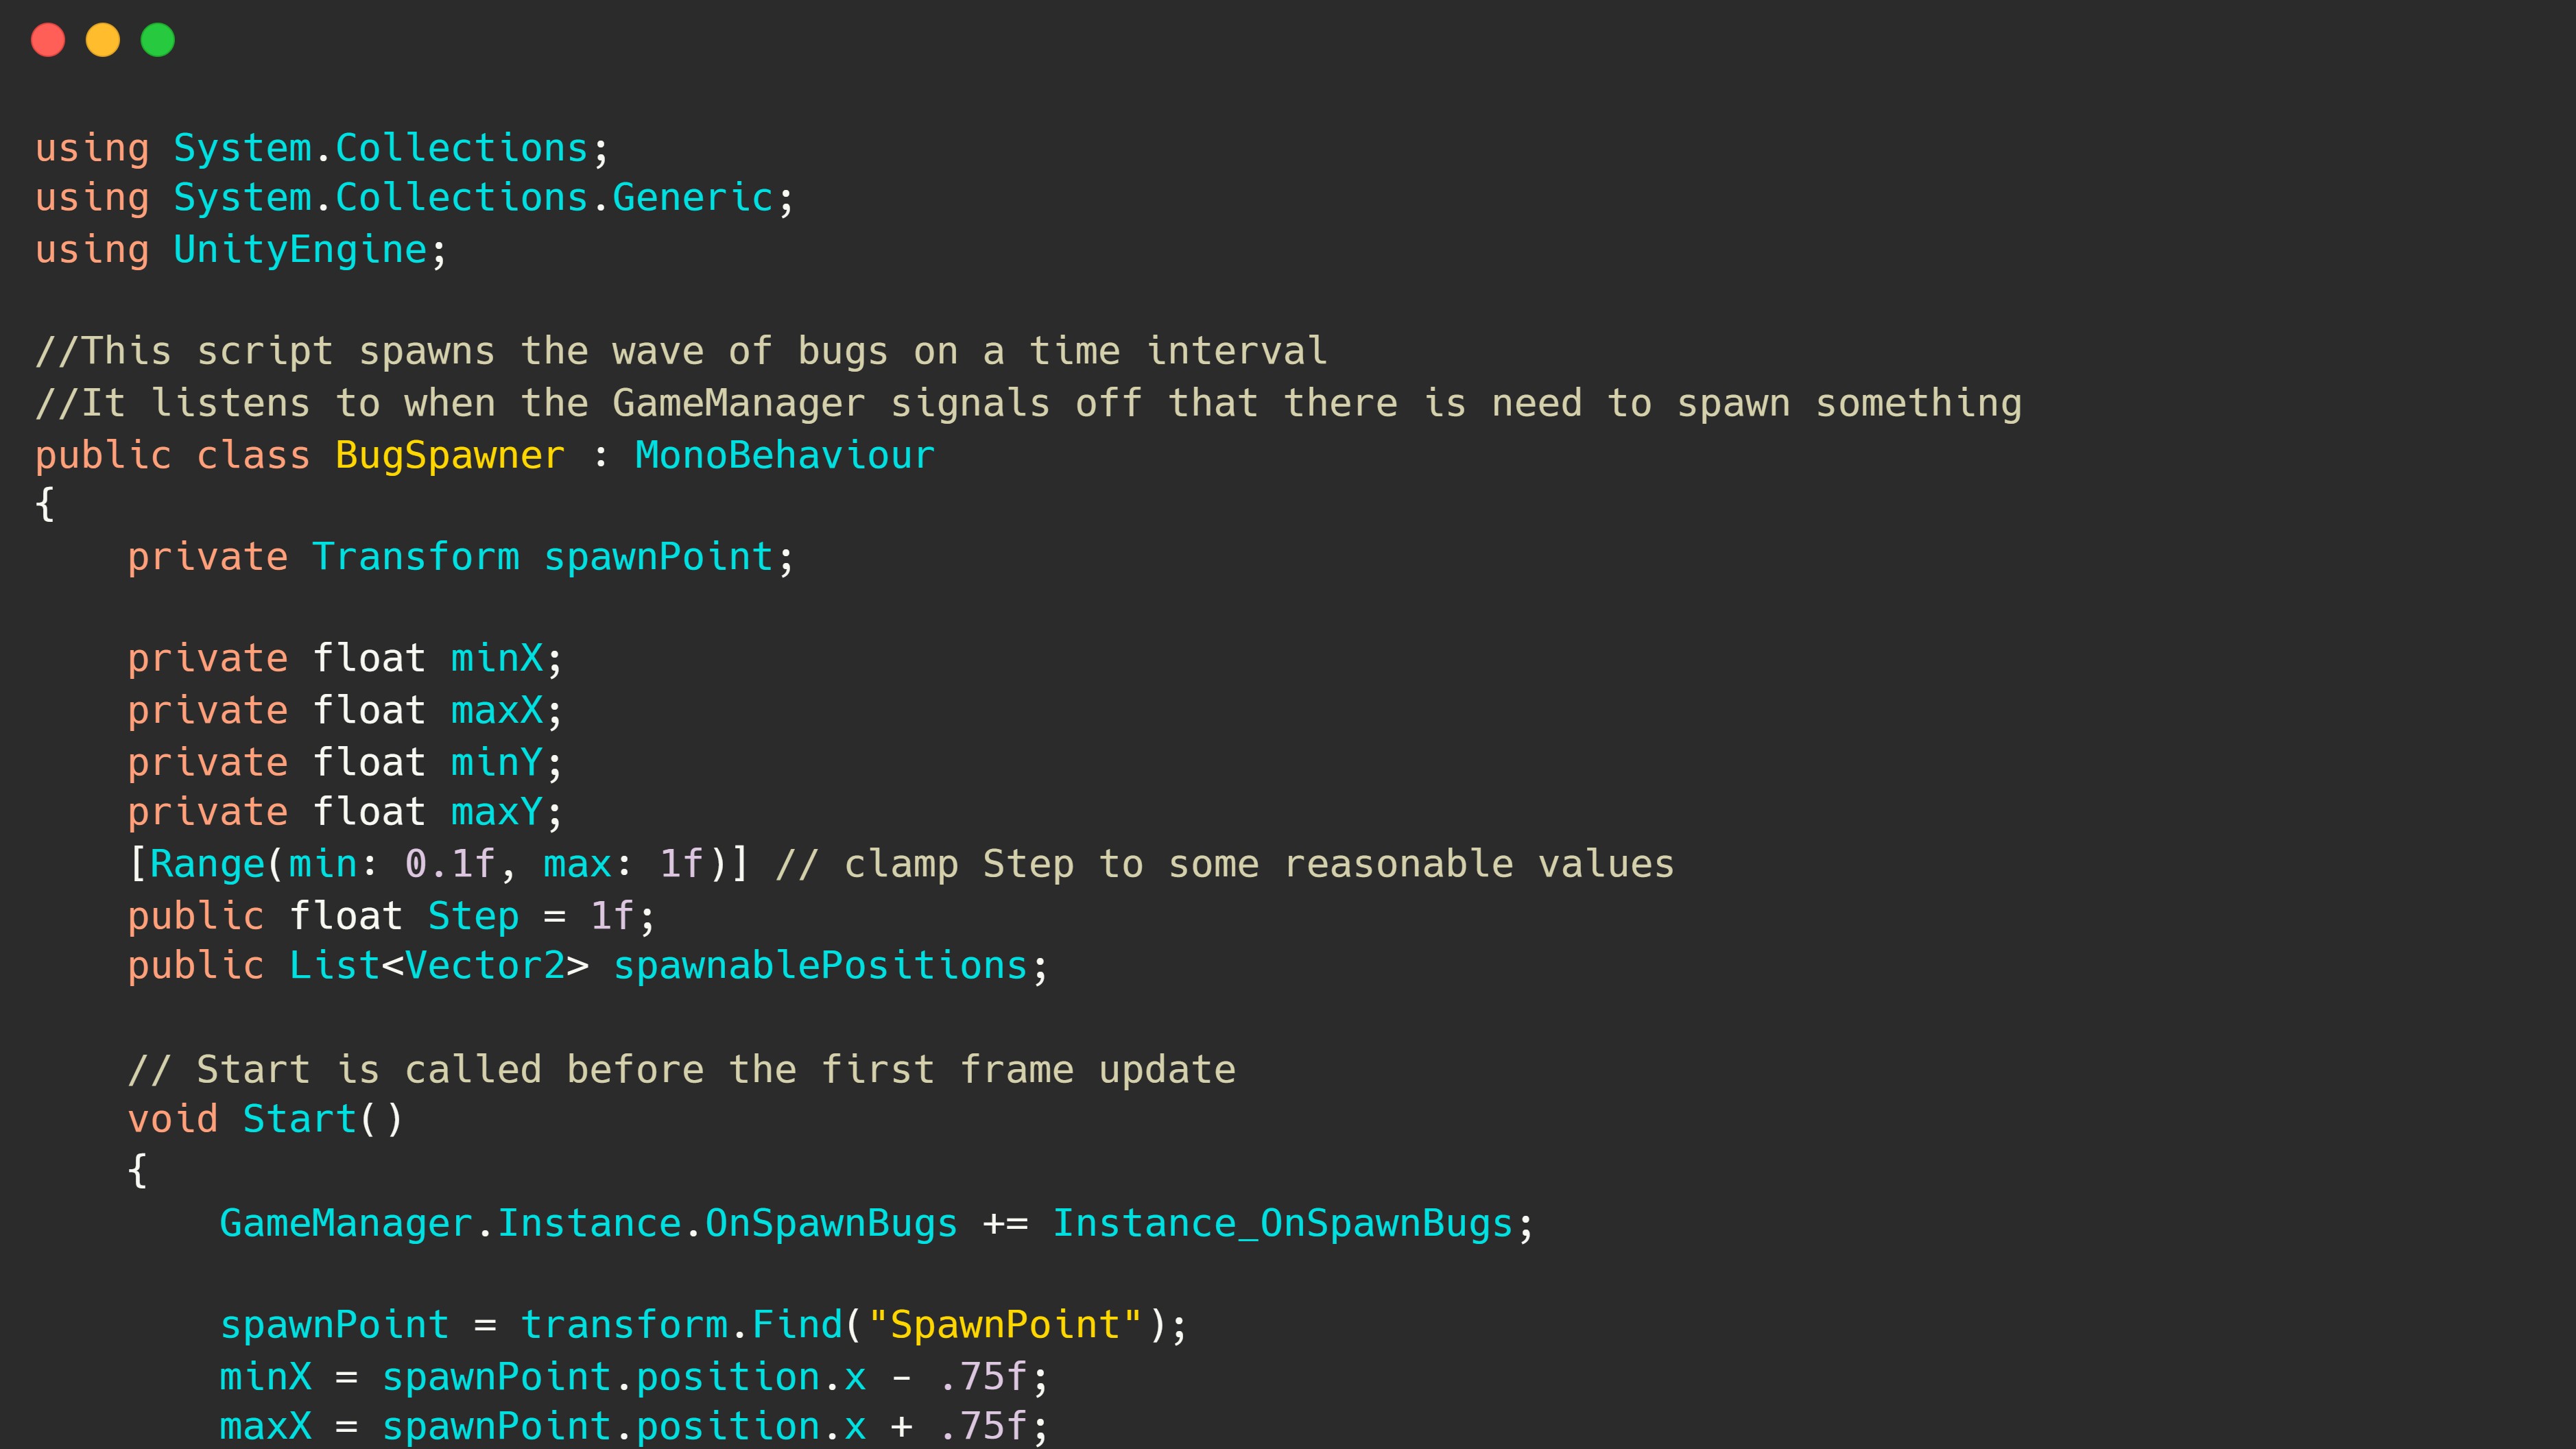 using System.Collections;
using System.Collections.Generic;
using UnityEngine;

//This script spawns the wave of bugs on a time interval
//It listens to when the GameManager signals off that there is need to spawn something
public class BugSpawner : MonoBehaviour
{
    private Transform spawnPoint;

    private float minX;
    private float maxX;
    private float minY;
    private float maxY;
    [Range(min: 0.1f, max: 1f)] // clamp Step to some reasonable values
    public float Step = 1f;
    public List<Vector2> spawnablePositions;

    // Start is called before the first frame update
    void Start()
    {
        GameManager.Instance.OnSpawnBugs += Instance_OnSpawnBugs;

        spawnPoint = transform.Find("SpawnPoint");
        minX = spawnPoint.position.x - .75f;
        maxX = spawnPoint.position.x + .75f;